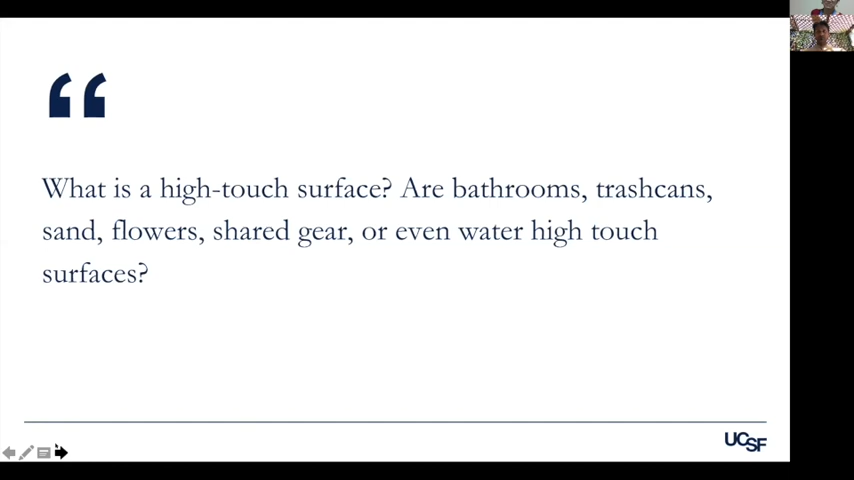 “
What is a high-touch surface? Are bathrooms, trashcans,
sand, flowers, shared gear, or even water high touch
surfaces?
UCSF